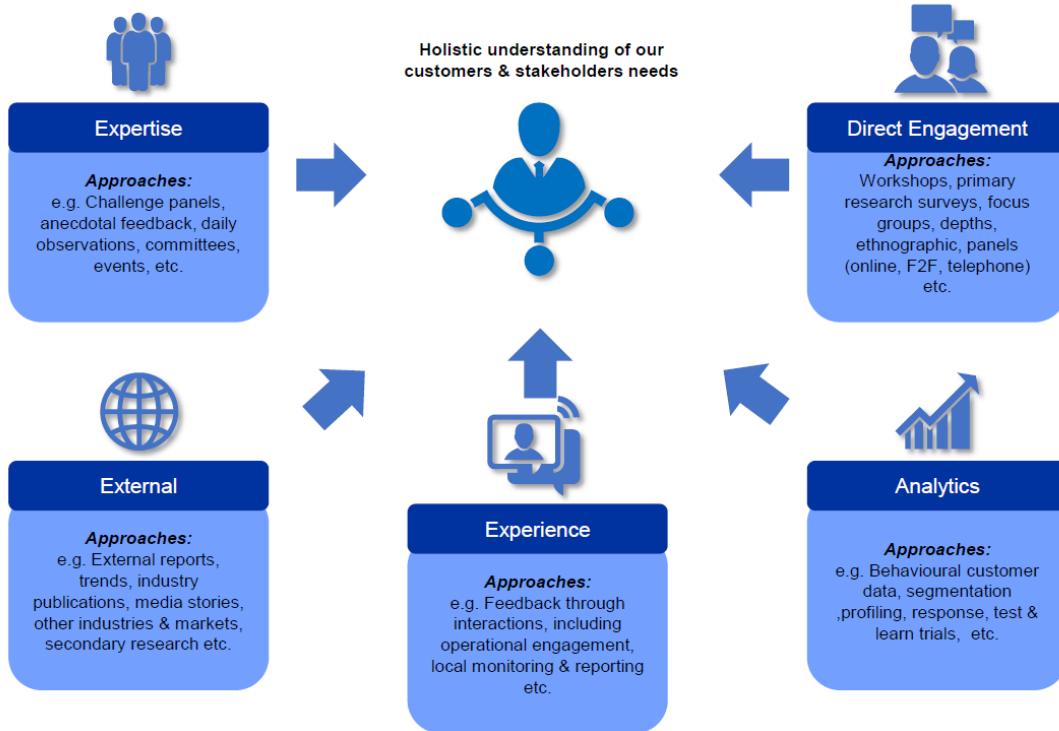 Holistic understanding of our
customers & stakeholders needs
Expertise
Approaches:
e.g. Challenge panels,
anecdotal feedback, daily
observations, committees,
events, etc.
Direct Engagement
Approaches:
Workshops, primary
research surveys, focus
groups, depths,
ethnographic, panels
(online, F2F, telephone)
etc.
External
Approaches:
e.g. External reports,
trends, industry
publications, media stories,
other industries & markets,
secondary research etc.
Experience
Approaches:
e.g. Feedback through
interactions, including
operational engagement,
local monitoring & reporting
etc.
Analytics
Approaches:
e.g. Behavioural customer
data, segmentation
,profiling, response, test &
learn trials,  etc.